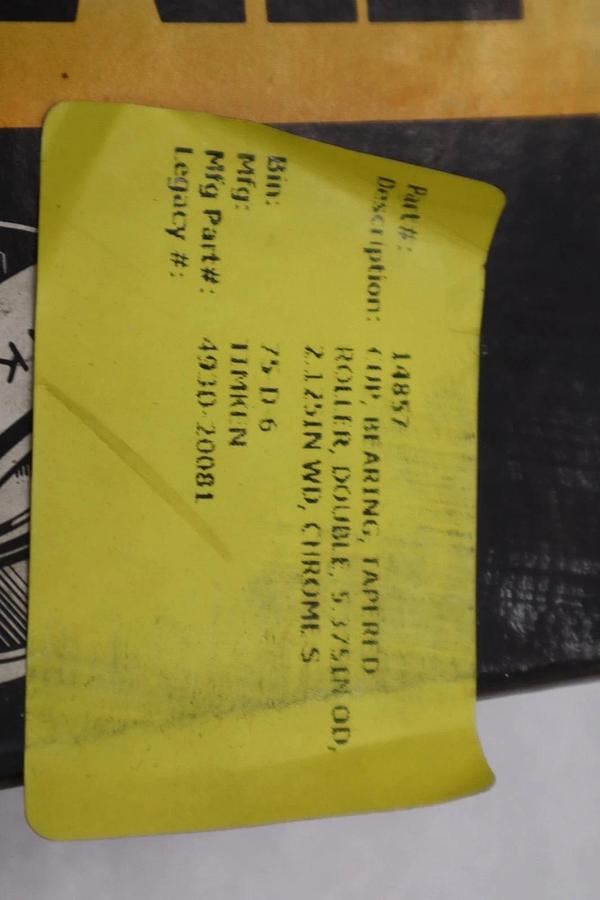 Part#: 14857
Description: CUP, BEARING, TAPERED
ROLLER, DOUBLE, 5.375IN OD,
2.125IN WD, CHROME S
Bin: 75 D 6
Mfg: TIMKEN
Mfg Part#: 493D-20081
Legacy #: